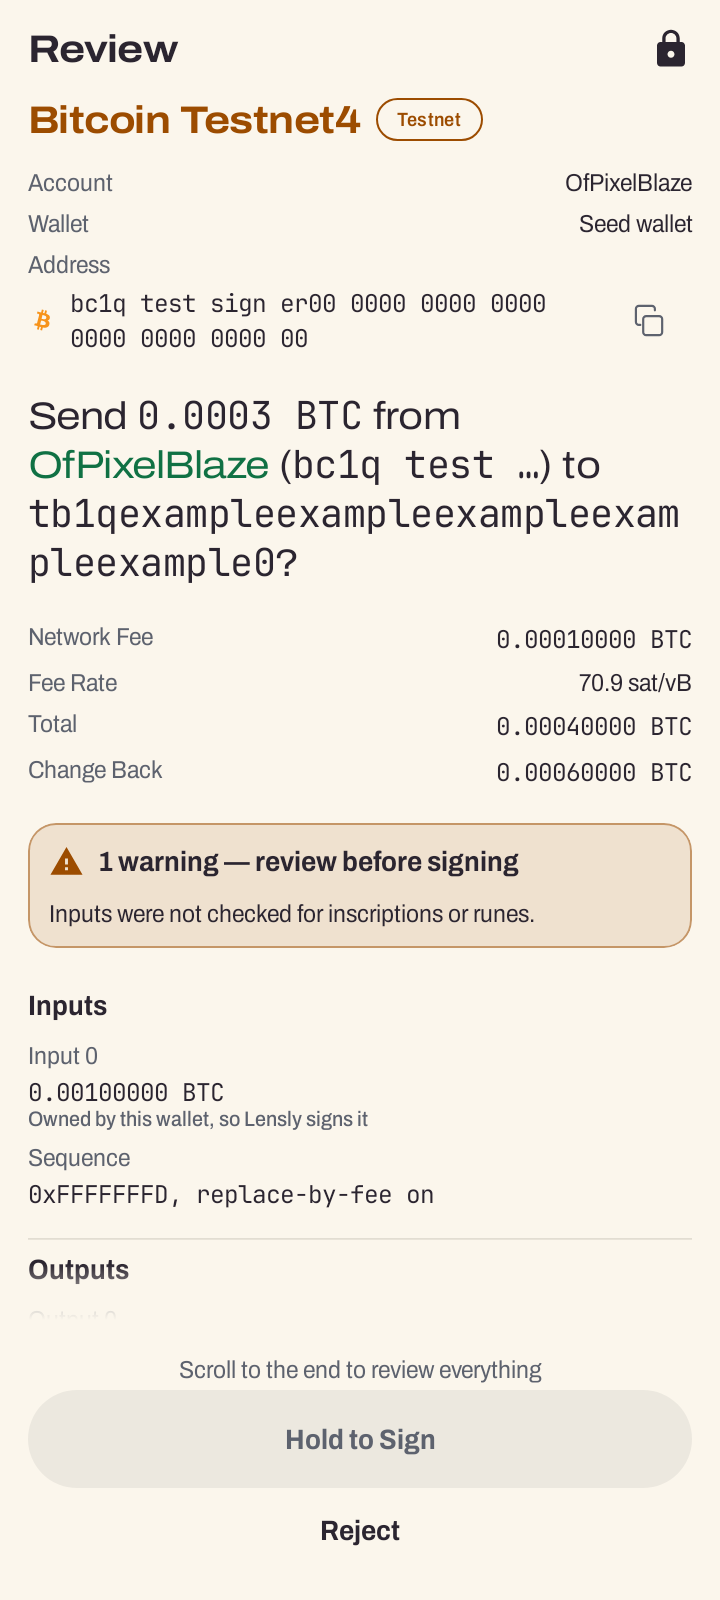 Review
Bitcoin Testnet4 Testnet
Account OfPixelBlaze
Wallet Seed wallet
Address
bc1q test sign er00 0000 0000 0000
0000 0000 0000 00
Send 0.0003 BTC from
OfPixelBlaze (bc1q test …) to
tb1qexampleexampleexampleexam
pleexample0?
Network Fee 0.00010000 BTC
Fee Rate 70.9 sat/vB
Total 0.00040000 BTC
Change Back 0.00060000 BTC
1 warning — review before signing
Inputs were not checked for inscriptions or runes.
Inputs
Input 0
0.00100000 BTC
Owned by this wallet, so Lensly signs it
Sequence
0xFFFFFFFD, replace-by-fee on
Outputs
Output 0
Scroll to the end to review everything
Hold to Sign
Reject